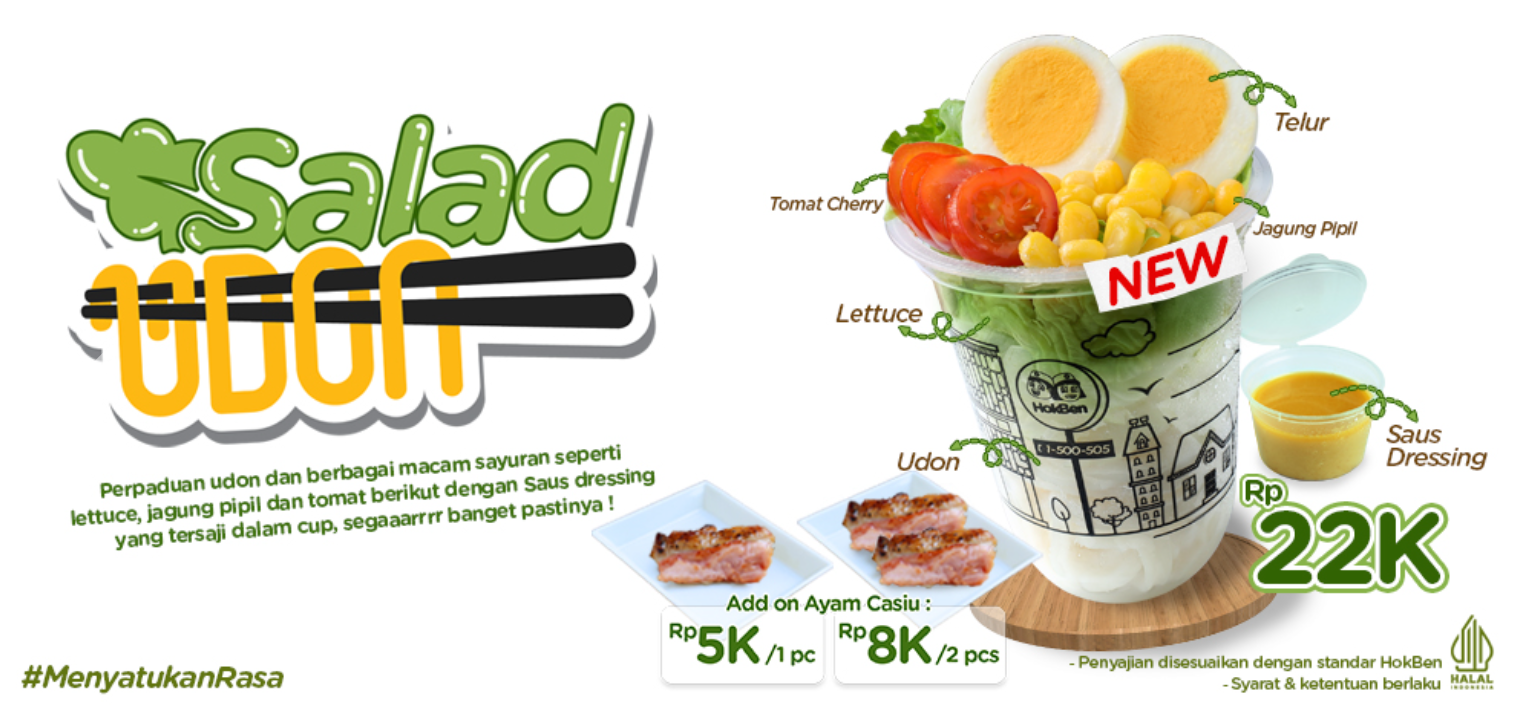 Salad
UDON
Perpaduan udon dan berbagai macam sayuran seperti
lettuce, jagung pipil dan tomat berikut dengan Saus dressing
yang tersaji dalam cup, segaaarrrr banget pastinya !
#MenyatukanRasa
Telur
Tomat Cherry
Jagung Pipil
NEW
Lettuce
HokBen
1-500-505
Udon
Saus
Dressing
Rp
22K
Add on Ayam Casiu :
Rp5K/1 pc
Rp8K/2 pcs
- Penyajian disesuaikan dengan standar HokBen
- Syarat & ketentuan berlaku
HALAL
INDONESIA